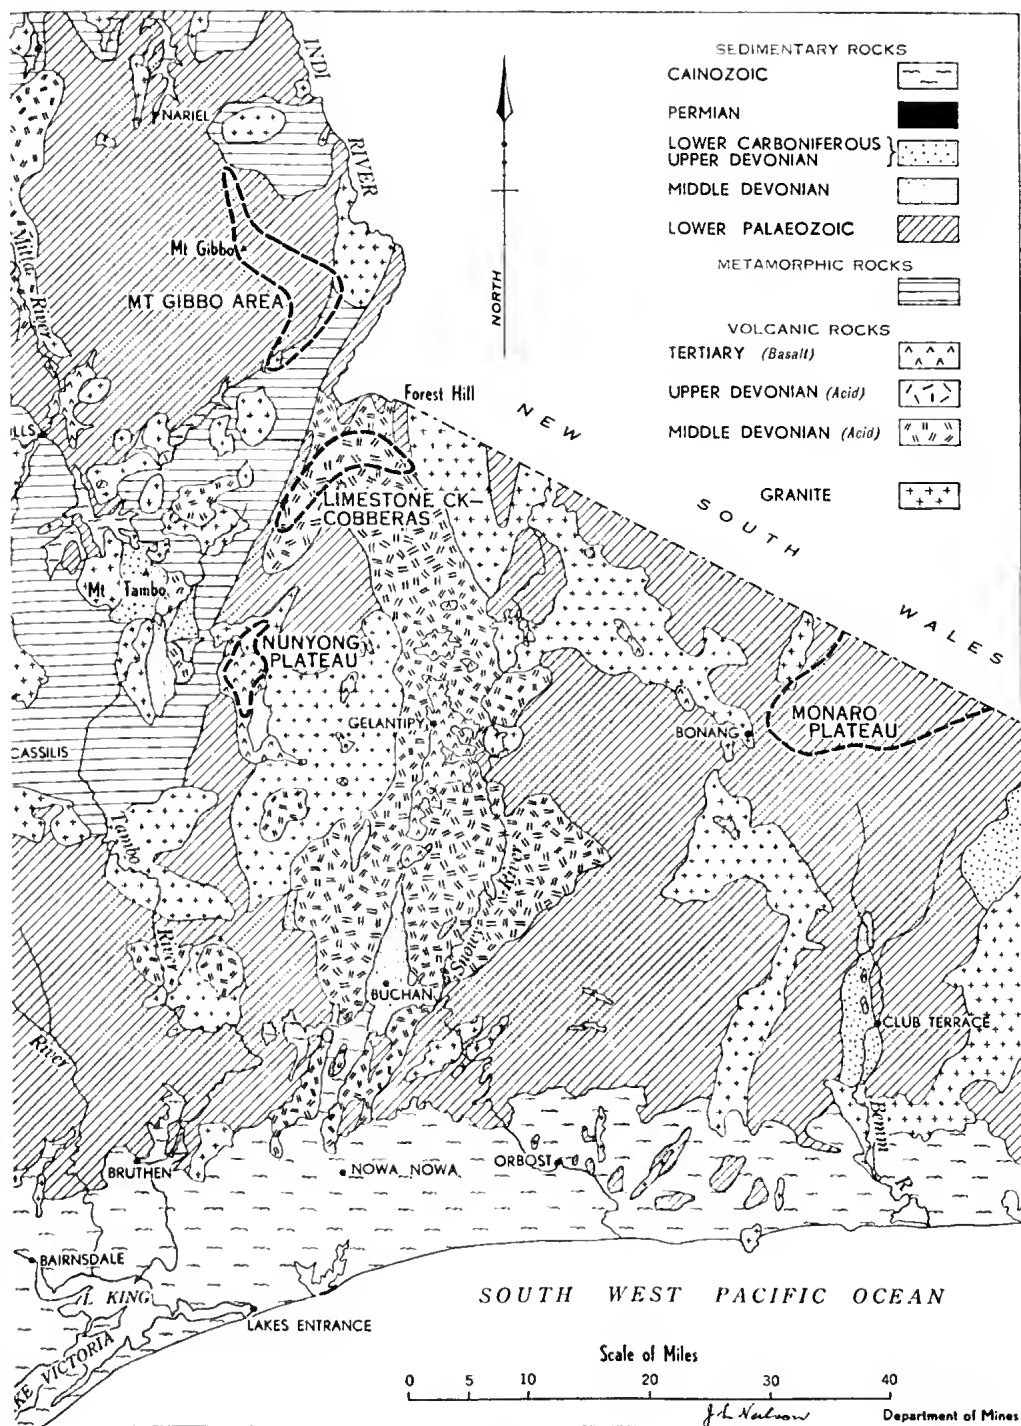 SEDIMENTARY ROCKS
CAINOZOIC
PERMIAN
LOWER CARBONIFEROUS }
UPPER DEVONIAN
MIDDLE DEVONIAN
LOWER PALAEOZOIC
METAMORPHIC ROCKS
VOLCANIC ROCKS
TERTIARY (Basalt)
UPPER DEVONIAN (Acid)
MIDDLE DEVONIAN (Acid)
GRANITE
NORTH
INDI
RIVER
NARIEL
Mitta
River
Mt Gibbo
MT GIBBO AREA
Forest Hill
NEW
SOUTH
WALES
ILLS
LIMESTONE CK—
COBBERAS
Mt Tambo
NUNYONG
PLATEAU
GELANTIPY
BONANG
MONARO
PLATEAU
CASSILIS
Tambo
River
Snowy River
BUCHAN
CLUB TERRACE
River
Bemm
R
BRUTHEN
NOWA NOWA
ORBOST
BAIRNSDALE
L. KING
LAKES ENTRANCE
KE VICTORIA
SOUTH WEST PACIFIC OCEAN
Scale of Miles
0 5 10 20 30 40
Department of Mines